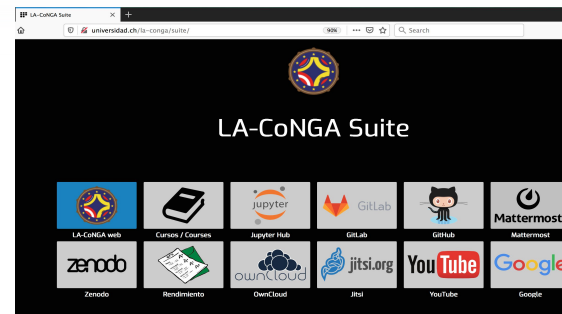 LA-CoNGA Suite
universidad.ch/la-conga/suite/
90%
Search
LA-CoNGA Suite
jupyter
GitLab
Mattermost
LA-CoNGA web
Cursos / Courses
Jupyter Hub
GitLab
GitHub
Mattermost
zenodo
ownCloud
jitsi.org
YouTube
Google
Zenodo
Rendimiento
OwnCloud
Jitsi
YouTube
Google